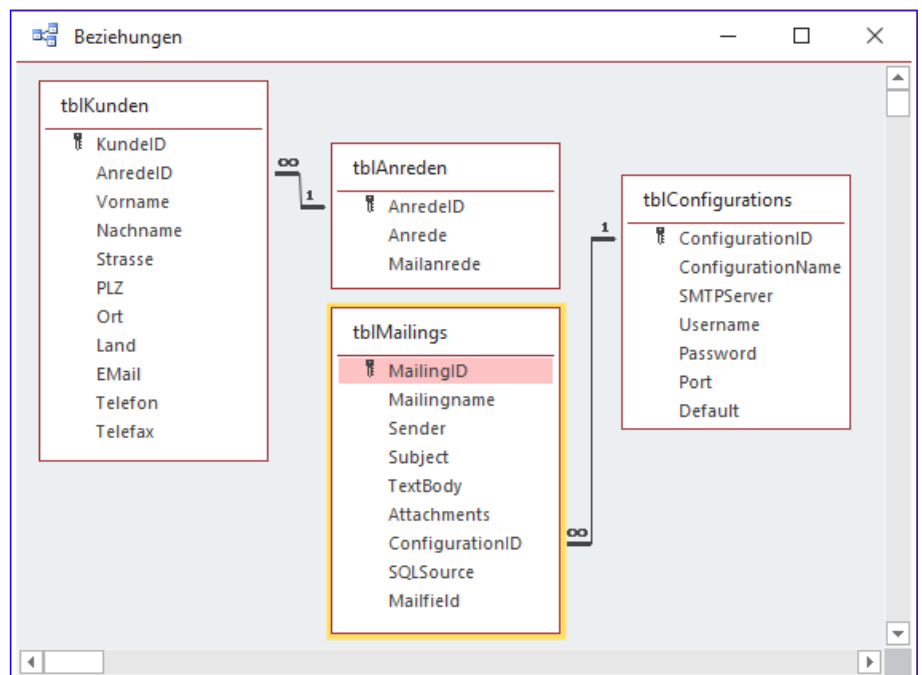 Beziehungen
tblKunden
KundeID
AnredeID
Vorname
Nachname
Strasse
PLZ
Ort
Land
EMail
Telefon
Telefax
∞
1
tblAnreden
AnredeID
Anrede
Mailanrede
tblMailings
MailingID
Mailingname
Sender
Subject
TextBody
Attachments
ConfigurationID
SQLSource
Mailfield
∞
1
tblConfigurations
ConfigurationID
ConfigurationName
SMTPServer
Username
Password
Port
Default